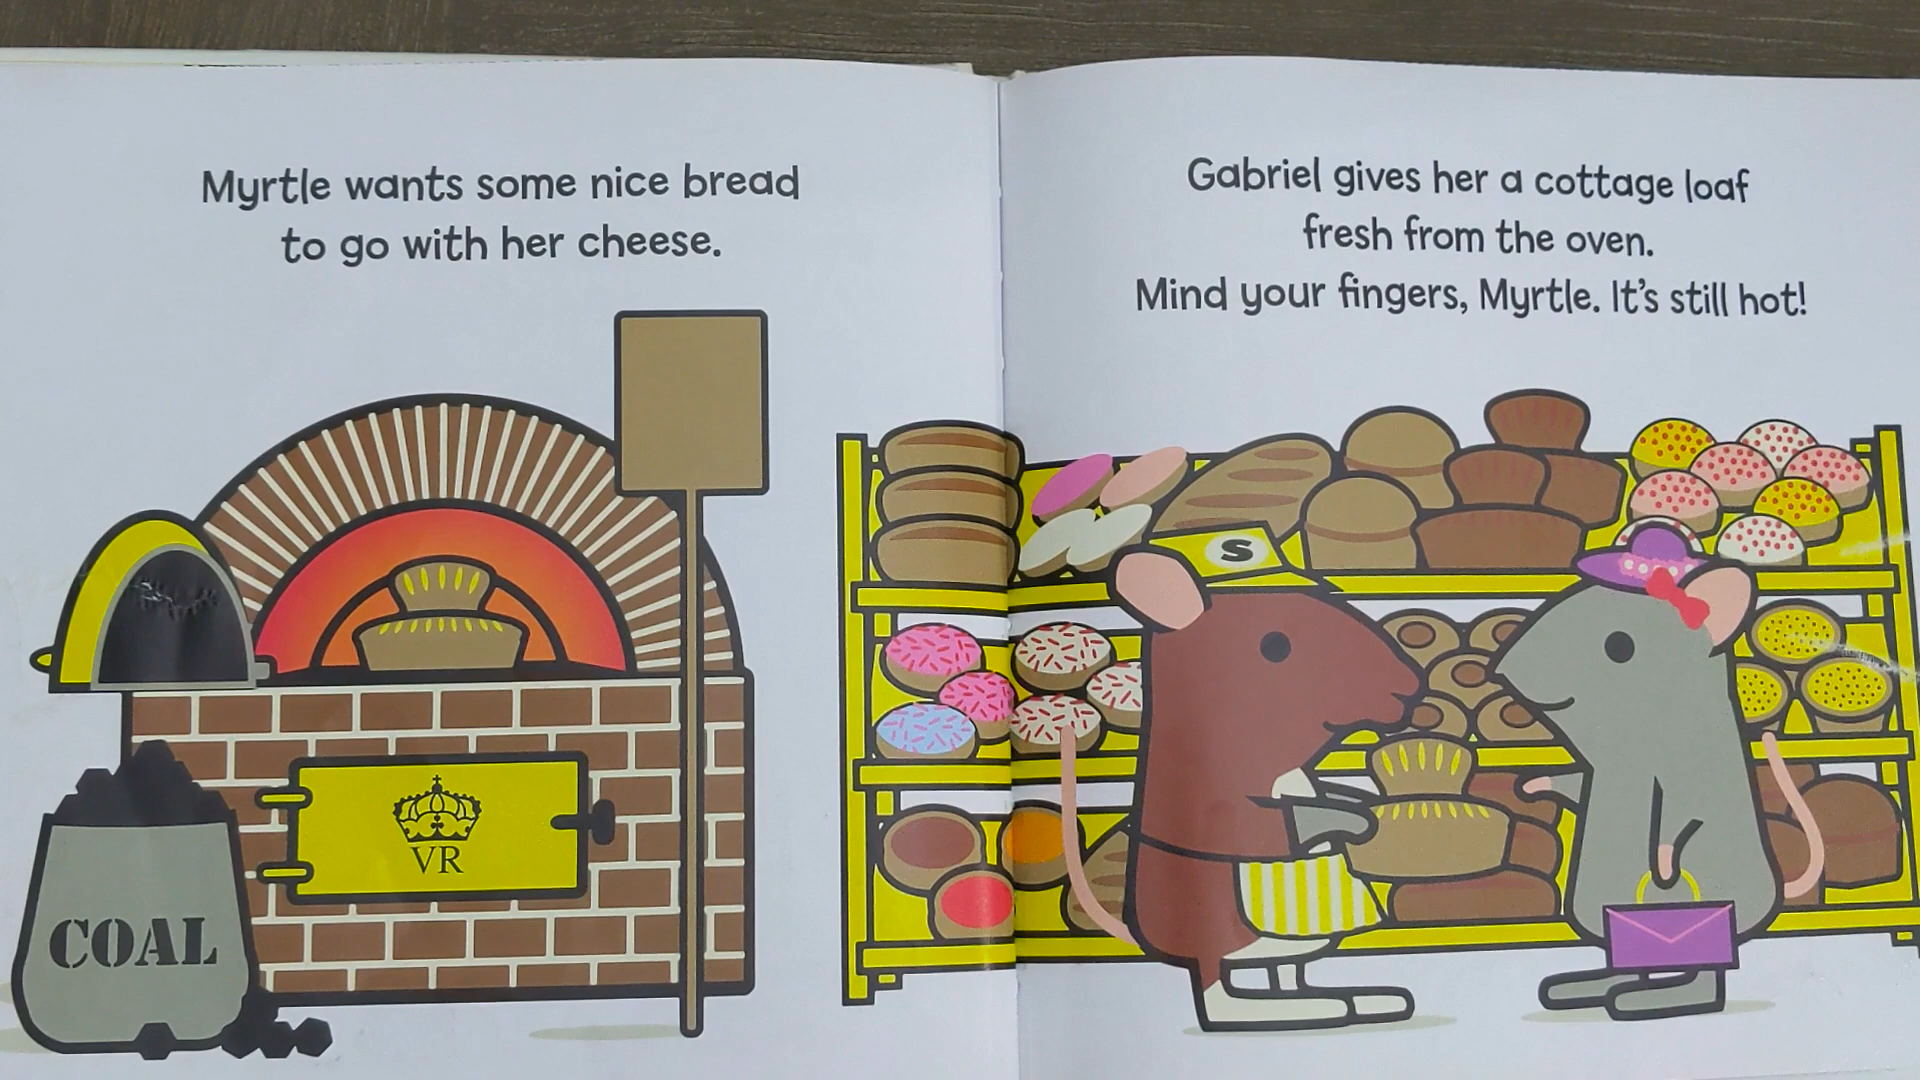 Myrtle wants some nice bread
to go with her cheese.
VR
COAL
Gabriel gives her a cottage loaf
fresh from the oven.
Mind your fingers, Myrtle. It's still hot!
S